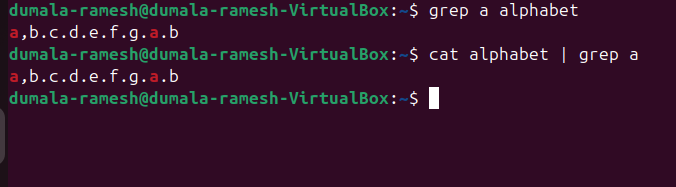 dumala-ramesh@dumala-ramesh-VirtualBox:~$ grep a alphabet
a,b.c.d.e.f.g.a.b
dumala-ramesh@dumala-ramesh-VirtualBox:~$ cat alphabet | grep a
a,b.c.d.e.f.g.a.b
dumala-ramesh@dumala-ramesh-VirtualBox:~$